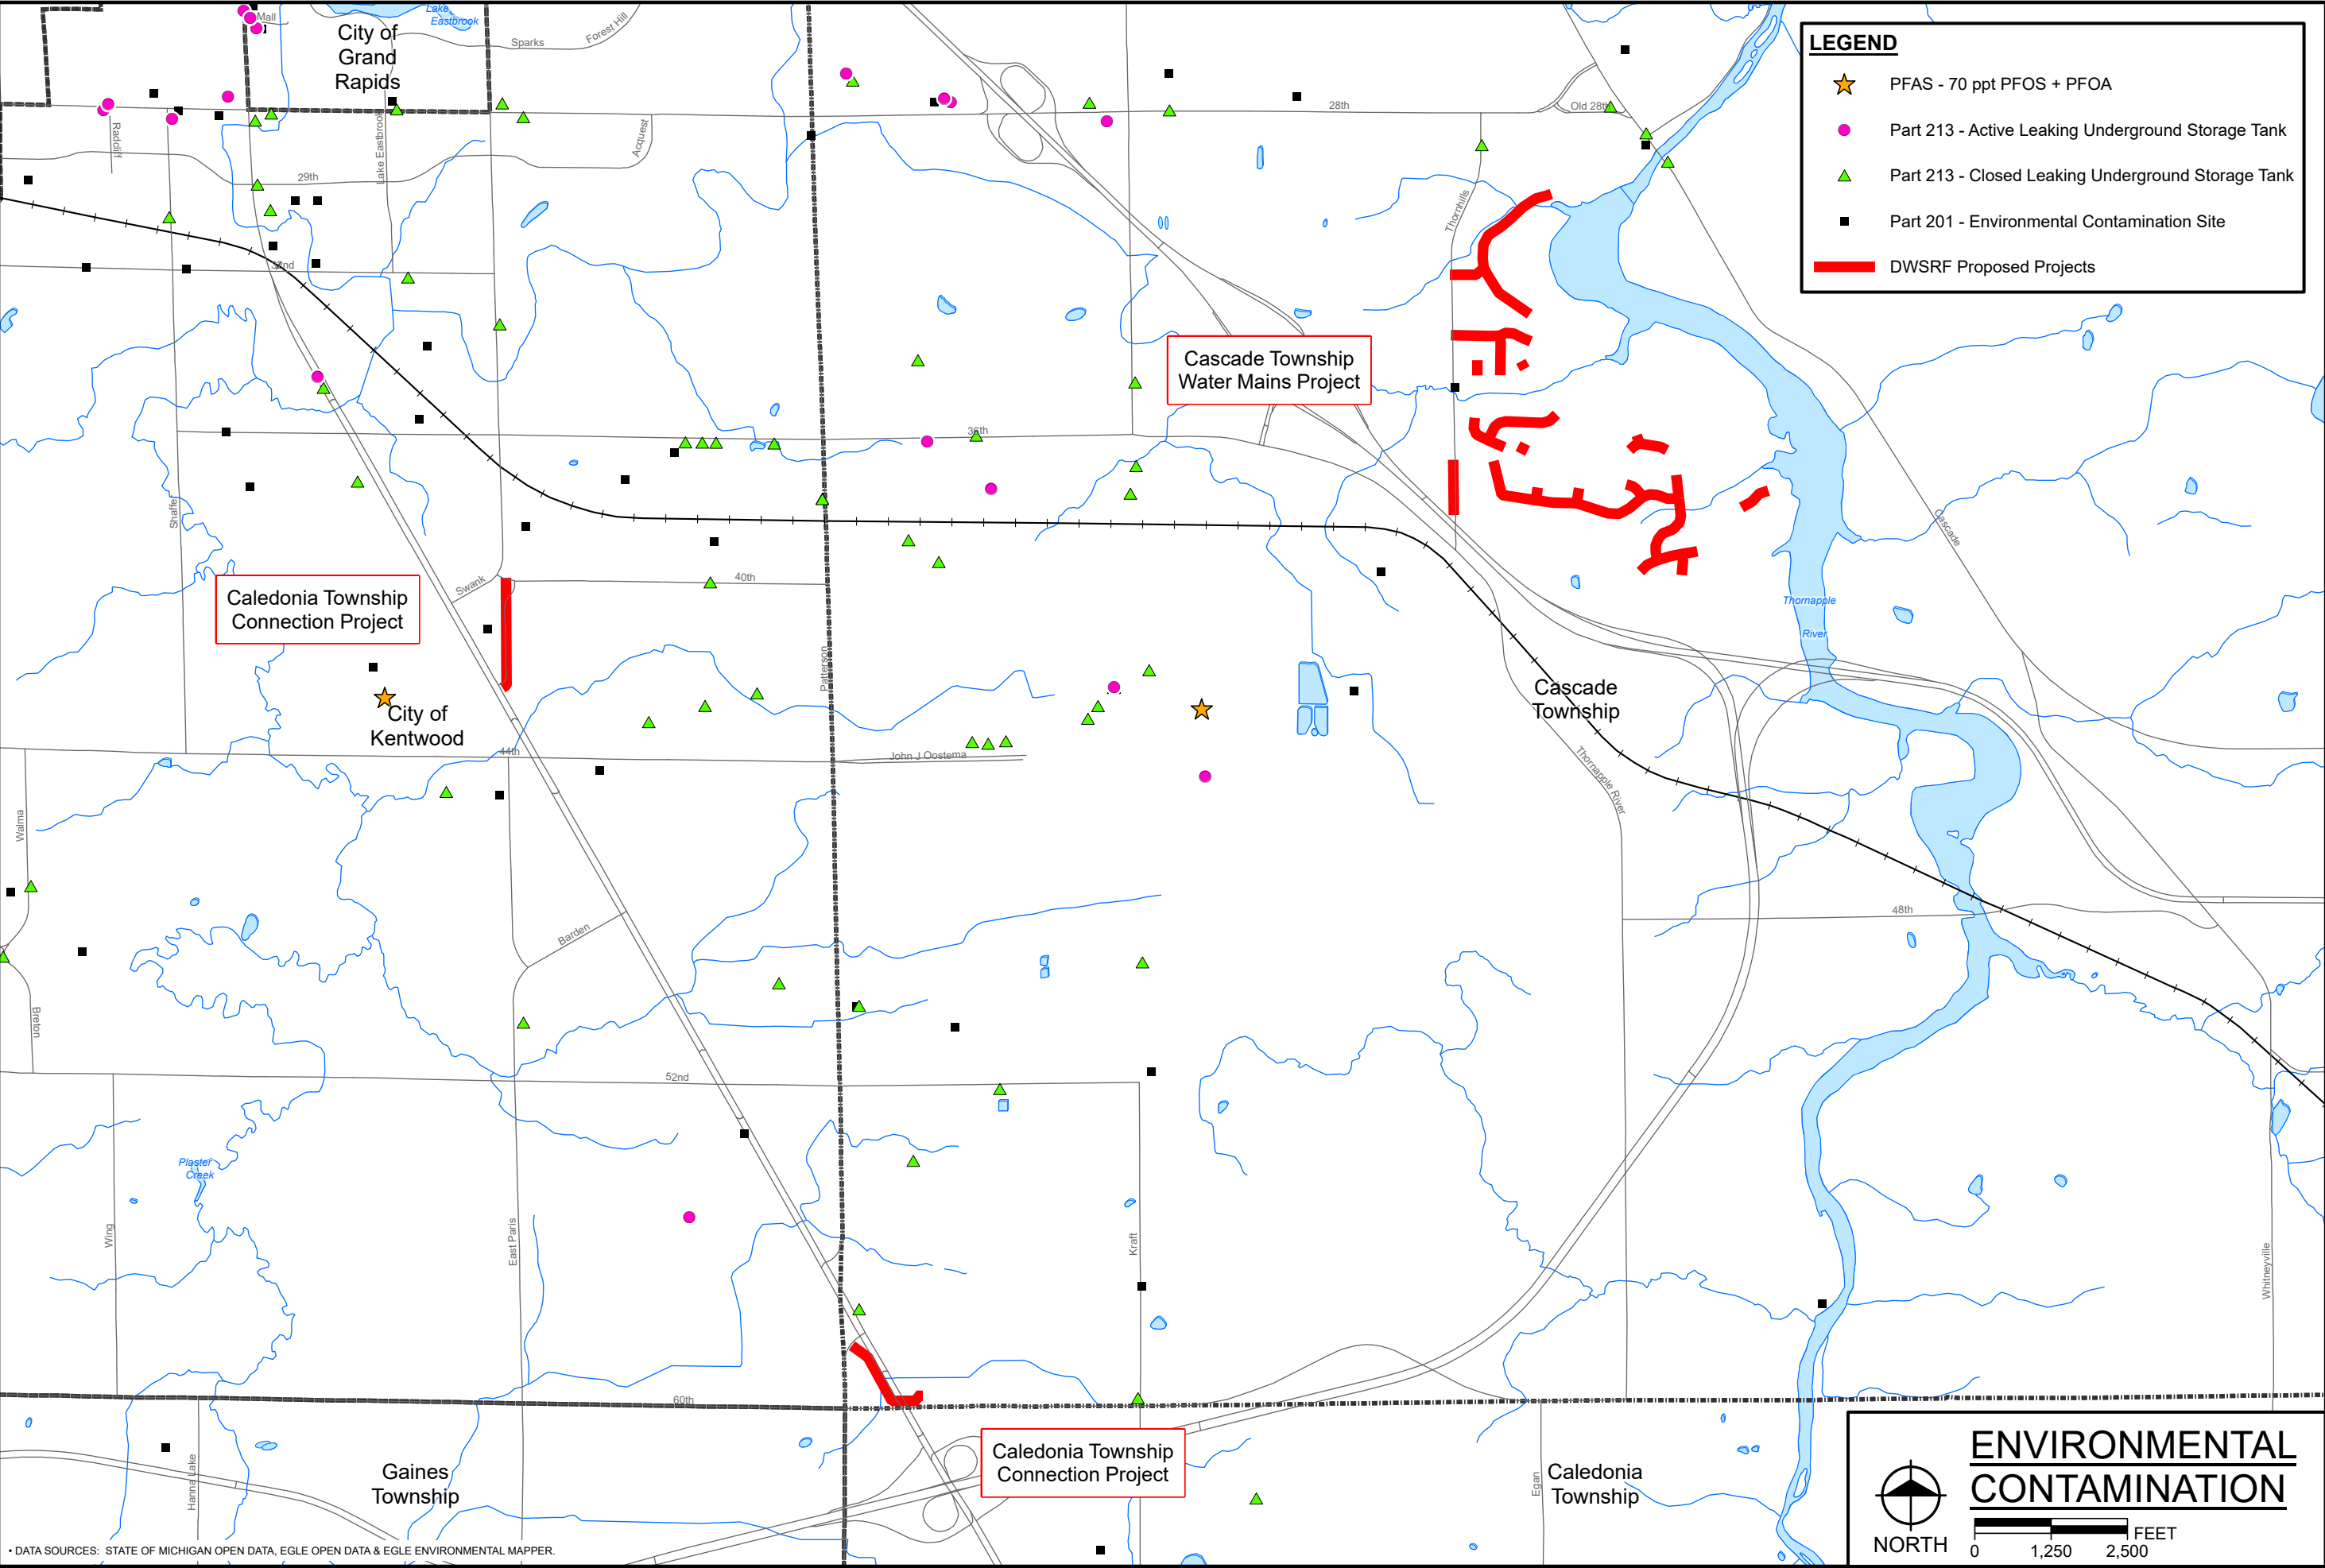 Mall
City of
Grand
Rapids
Lake
Eastbrook
Sparks
Forest Hill
LEGEND
PFAS - 70 ppt PFOS + PFOA
Part 213 - Active Leaking Underground Storage Tank
Part 213 - Closed Leaking Underground Storage Tank
Part 201 - Environmental Contamination Site
DWSRF Proposed Projects
28th
Old 28th
Radcliff
Lake Eastbrook
Acquest
29th
Thornhills
32nd
Cascade Township
Water Mains Project
36th
Shaffer
Cascade
Swank
40th
Caledonia Township
Connection Project
Thornapple
River
Patterson
City of
Kentwood
Cascade
Township
44th
John J Oostema
Thornapple River
Walma
48th
Barden
Breton
52nd
Plaster
Creek
Wing
East Paris
Kraft
Whitneyville
60th
Caledonia Township
Connection Project
Gaines
Township
Hanna Lake
Egan
Caledonia
Township
ENVIRONMENTAL
CONTAMINATION
NORTH
FEET
0 1,250 2,500
• DATA SOURCES: STATE OF MICHIGAN OPEN DATA, EGLE OPEN DATA & EGLE ENVIRONMENTAL MAPPER.